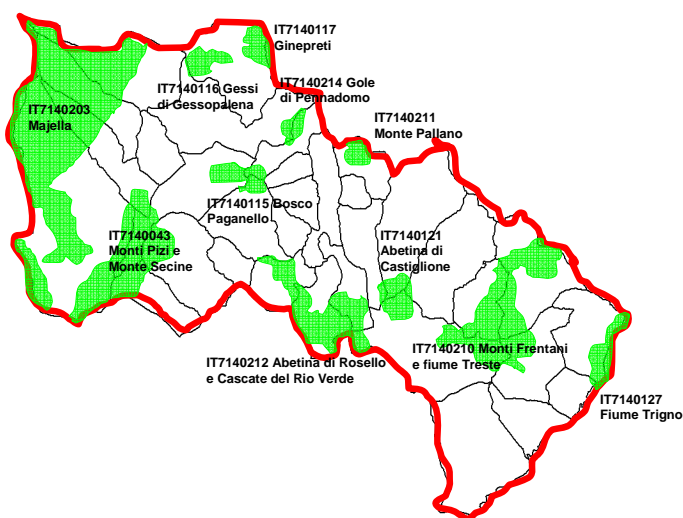 IT7140117
Ginepreti
IT7140116 Gessi
di Gessopalena
IT7140214 Gole
di Pennadomo
IT7140203
Majella
IT7140211
Monte Pallano
IT7140115 Bosco
Paganello
IT7140043
Monti Pizi e
Monte Secine
IT7140121
Abetina di
Castiglione
IT7140212 Abetina di Rosello
e Cascate del Rio Verde
IT7140210 Monti Frentani
e fiume Treste
IT7140127
Fiume Trigno